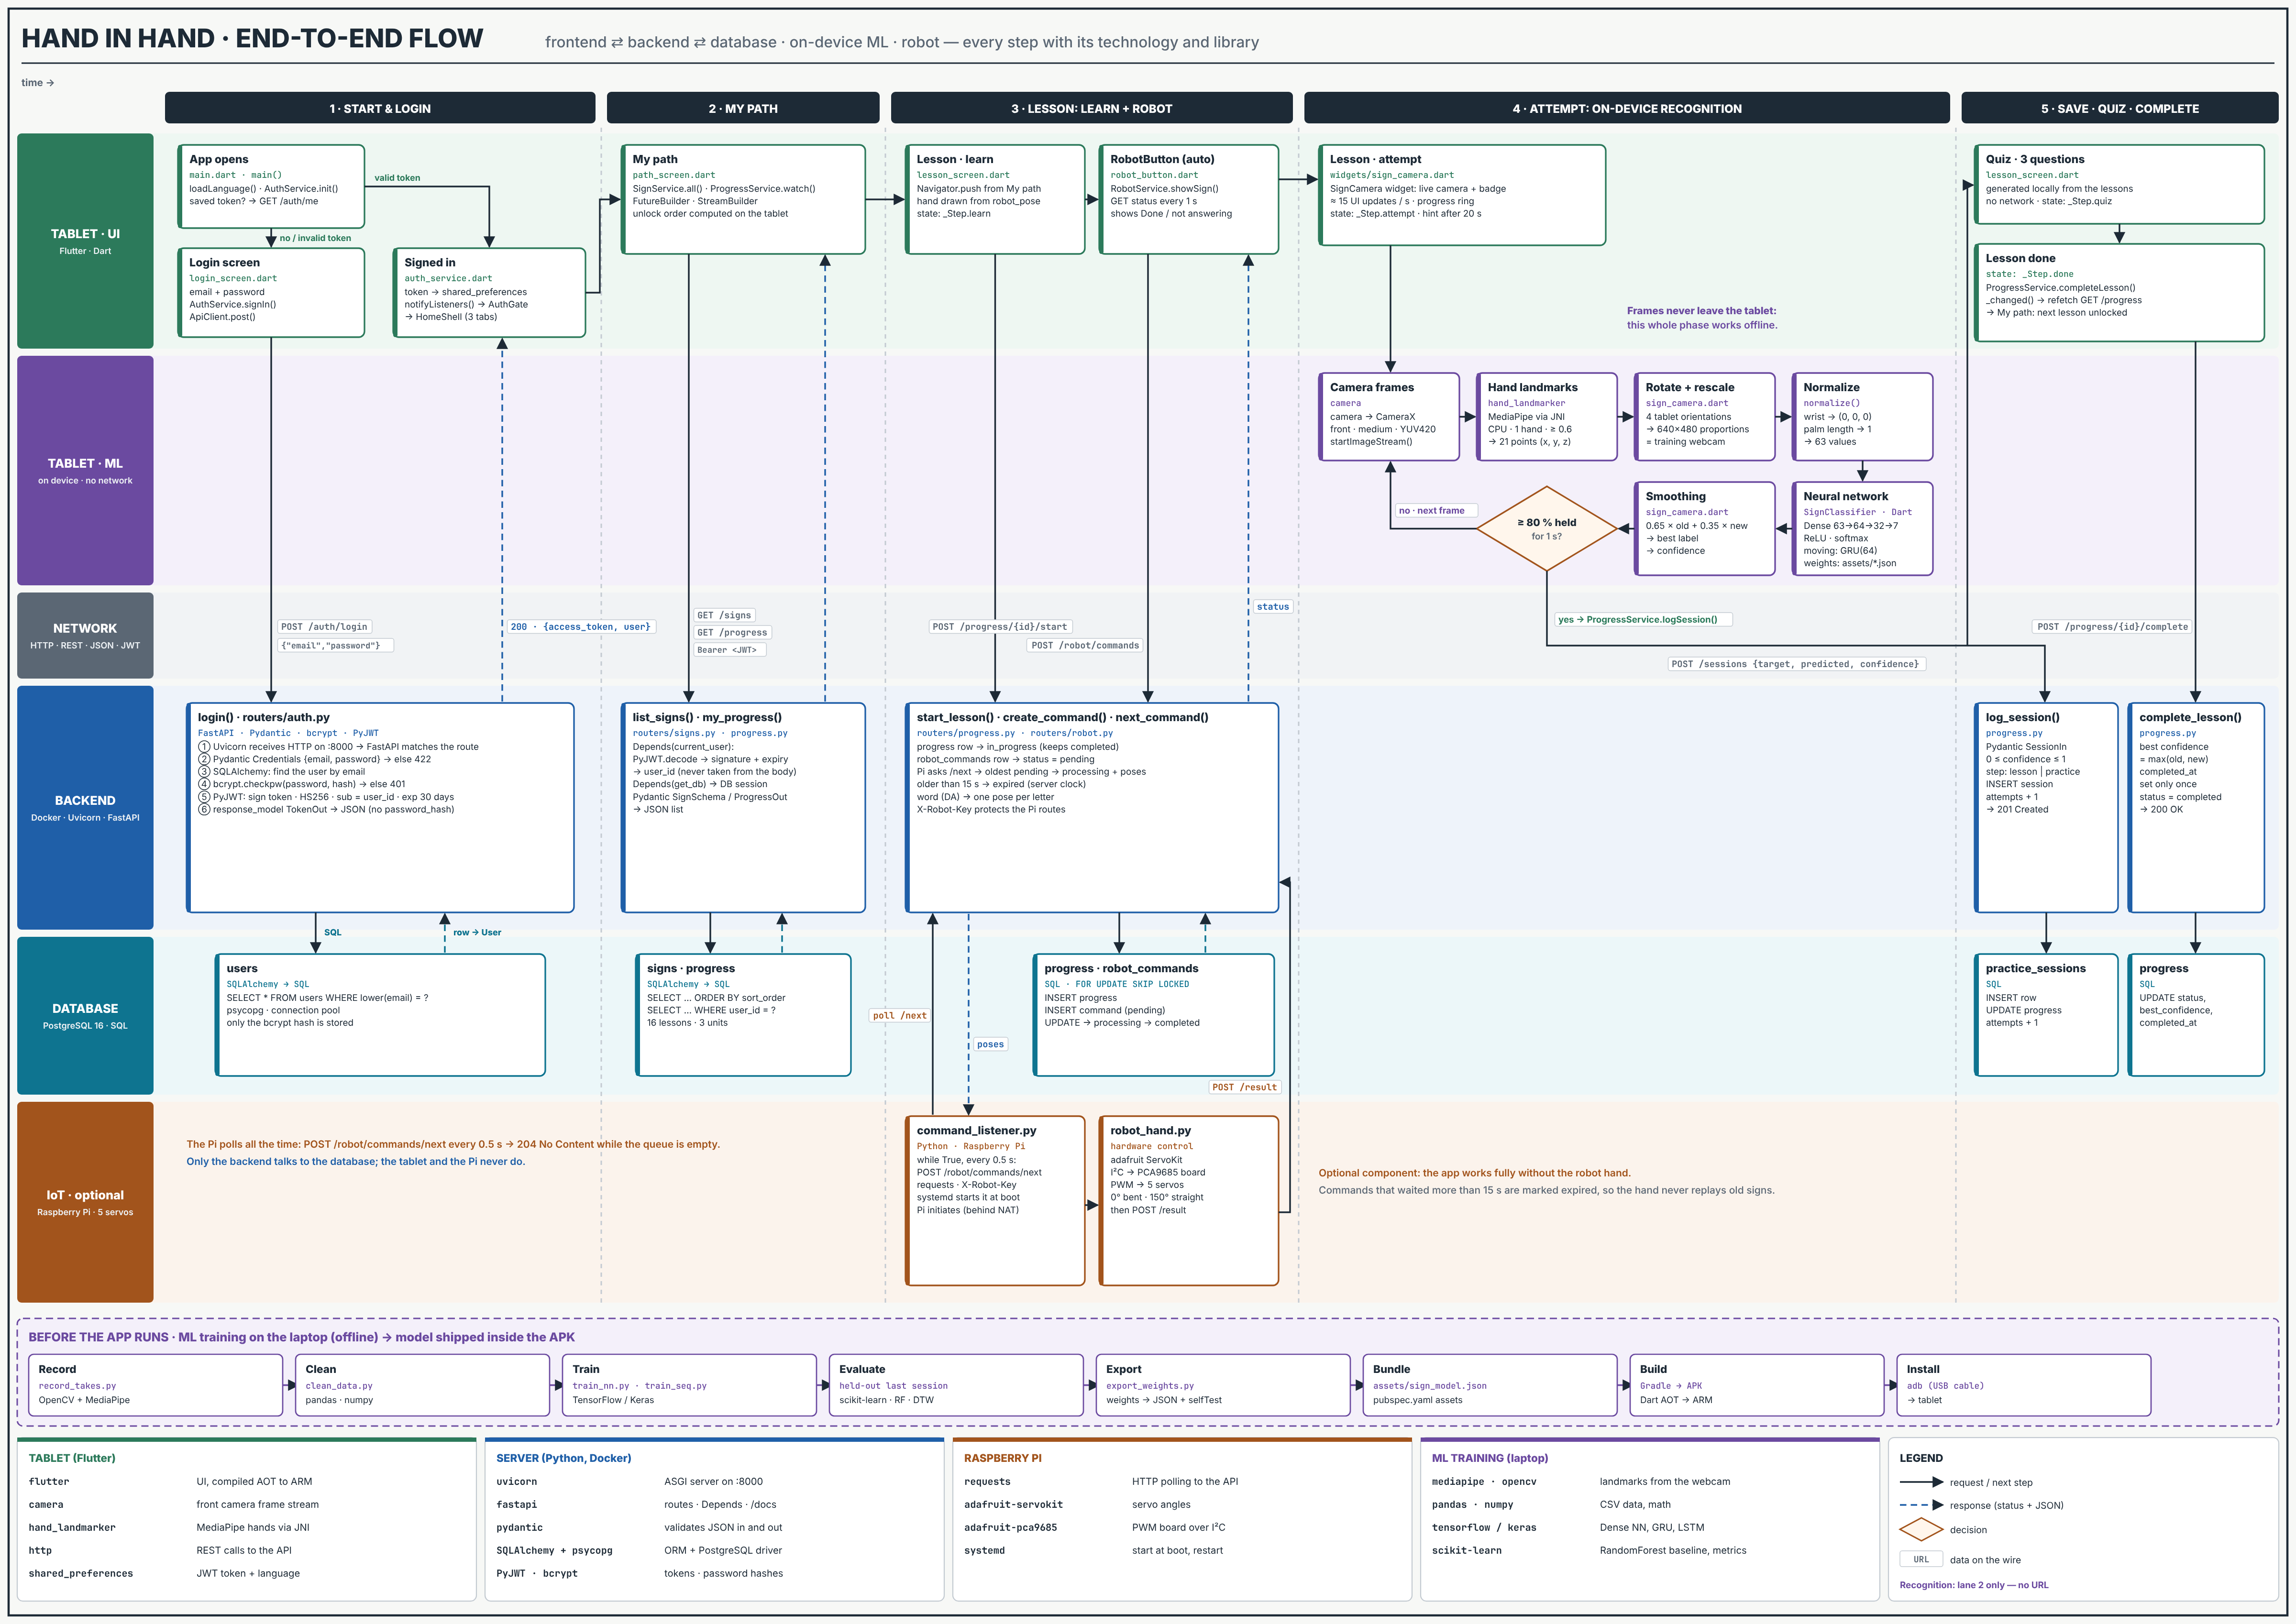 HAND IN HAND · END-TO-END FLOW
frontend ⇄ backend ⇄ database · on-device ML · robot — every step with its technology and library
time →
1 · START & LOGIN
2 · MY PATH
3 · LESSON: LEARN + ROBOT
4 · ATTEMPT: ON-DEVICE RECOGNITION
5 · SAVE · QUIZ · COMPLETE
TABLET · UI
Flutter · Dart
App opens
main.dart · main()
loadLanguage() · AuthService.init()
saved token? → GET /auth/me
valid token
no / invalid token
Login screen
login_screen.dart
email + password
AuthService.signIn()
ApiClient.post()
Signed in
auth_service.dart
token → shared_preferences
notifyListeners() → AuthGate
→ HomeShell (3 tabs)
My path
path_screen.dart
SignService.all() · ProgressService.watch()
FutureBuilder · StreamBuilder
unlock order computed on the tablet
Lesson · learn
lesson_screen.dart
Navigator.push from My path
hand drawn from robot_pose
state: _Step.learn
RobotButton (auto)
robot_button.dart
RobotService.showSign()
GET status every 1 s
shows Done / not answering
Lesson · attempt
widgets/sign_camera.dart
SignCamera widget: live camera + badge
≈ 15 UI updates / s · progress ring
state: _Step.attempt · hint after 20 s
Frames never leave the tablet:
this whole phase works offline.
Quiz · 3 questions
lesson_screen.dart
generated locally from the lessons
no network · state: _Step.quiz
Lesson done
state: _Step.done
ProgressService.completeLesson()
_changed() → refetch GET /progress
→ My path: next lesson unlocked
TABLET · ML
on device · no network
Camera frames
camera
camera → CameraX
front · medium · YUV420
startImageStream()
Hand landmarks
hand_landmarker
MediaPipe via JNI
CPU · 1 hand · ≥ 0.6
→ 21 points (x, y, z)
Rotate + rescale
sign_camera.dart
4 tablet orientations
→ 640×480 proportions
= training webcam
Normalize
normalize()
wrist → (0, 0, 0)
palm length → 1
→ 63 values
no · next frame
≥ 80 % held
for 1 s?
Smoothing
sign_camera.dart
0.65 × old + 0.35 × new
→ best label
→ confidence
Neural network
SignClassifier · Dart
Dense 63→64→32→7
ReLU · softmax
moving: GRU(64)
weights: assets/*.json
NETWORK
HTTP · REST · JSON · JWT
POST /auth/login
{"email","password"}
200 · {access_token, user}
GET /signs
GET /progress
Bearer <JWT>
POST /progress/{id}/start
POST /robot/commands
status
yes → ProgressService.logSession()
POST /sessions {target, predicted, confidence}
POST /progress/{id}/complete
BACKEND
Docker · Uvicorn · FastAPI
login() · routers/auth.py
FastAPI · Pydantic · bcrypt · PyJWT
① Uvicorn receives HTTP on :8000 → FastAPI matches the route
② Pydantic Credentials {email, password} → else 422
③ SQLAlchemy: find the user by email
④ bcrypt.checkpw(password, hash) → else 401
⑤ PyJWT: sign token · HS256 · sub = user_id · exp 30 days
⑥ response_model TokenOut → JSON (no password_hash)
list_signs() · my_progress()
routers/signs.py · progress.py
Depends(current_user):
PyJWT.decode → signature + expiry
→ user_id (never taken from the body)
Depends(get_db) → DB session
Pydantic SignSchema / ProgressOut
→ JSON list
start_lesson() · create_command() · next_command()
routers/progress.py · routers/robot.py
progress row → in_progress (keeps completed)
robot_commands row → status = pending
Pi asks /next → oldest pending → processing + poses
older than 15 s → expired (server clock)
word (DA) → one pose per letter
X-Robot-Key protects the Pi routes
log_session()
progress.py
Pydantic SessionIn
0 ≤ confidence ≤ 1
step: lesson | practice
INSERT session
attempts + 1
→ 201 Created
complete_lesson()
progress.py
best confidence
= max(old, new)
completed_at
set only once
status = completed
→ 200 OK
SQL
row → User
DATABASE
PostgreSQL 16 · SQL
users
SQLAlchemy → SQL
SELECT * FROM users WHERE lower(email) = ?
psycopg · connection pool
only the bcrypt hash is stored
signs · progress
SQLAlchemy → SQL
SELECT ... ORDER BY sort_order
SELECT ... WHERE user_id = ?
16 lessons · 3 units
poll /next
poses
progress · robot_commands
SQL · FOR UPDATE SKIP LOCKED
INSERT progress
INSERT command (pending)
UPDATE → processing → completed
POST /result
practice_sessions
SQL
INSERT row
UPDATE progress
attempts + 1
progress
SQL
UPDATE status,
best_confidence,
completed_at
IoT · optional
Raspberry Pi · 5 servos
The Pi polls all the time: POST /robot/commands/next every 0.5 s → 204 No Content while the queue is empty.
Only the backend talks to the database; the tablet and the Pi never do.
command_listener.py
Python · Raspberry Pi
while True, every 0.5 s:
POST /robot/commands/next
requests · X-Robot-Key
systemd starts it at boot
Pi initiates (behind NAT)
robot_hand.py
hardware control
adafruit ServoKit
I²C → PCA9685 board
PWM → 5 servos
0° bent · 150° straight
then POST /result
Optional component: the app works fully without the robot hand.
Commands that waited more than 15 s are marked expired, so the hand never replays old signs.
BEFORE THE APP RUNS · ML training on the laptop (offline) → model shipped inside the APK
Record
record_takes.py
OpenCV + MediaPipe
Clean
clean_data.py
pandas · numpy
Train
train_nn.py · train_seq.py
TensorFlow / Keras
Evaluate
held-out last session
scikit-learn · RF · DTW
Export
export_weights.py
weights → JSON + selfTest
Bundle
assets/sign_model.json
pubspec.yaml assets
Build
Gradle → APK
Dart AOT → ARM
Install
adb (USB cable)
→ tablet
TABLET (Flutter)
flutter UI, compiled AOT to ARM
camera front camera frame stream
hand_landmarker MediaPipe hands via JNI
http REST calls to the API
shared_preferences JWT token + language
SERVER (Python, Docker)
uvicorn ASGI server on :8000
fastapi routes · Depends · /docs
pydantic validates JSON in and out
SQLAlchemy + psycopg ORM + PostgreSQL driver
PyJWT · bcrypt tokens · password hashes
RASPBERRY PI
requests HTTP polling to the API
adafruit-servokit servo angles
adafruit-pca9685 PWM board over I²C
systemd start at boot, restart
ML TRAINING (laptop)
mediapipe · opencv landmarks from the webcam
pandas · numpy CSV data, math
tensorflow / keras Dense NN, GRU, LSTM
scikit-learn RandomForest baseline, metrics
LEGEND
request / next step
response (status + JSON)
decision
URL data on the wire
Recognition: lane 2 only — no URL